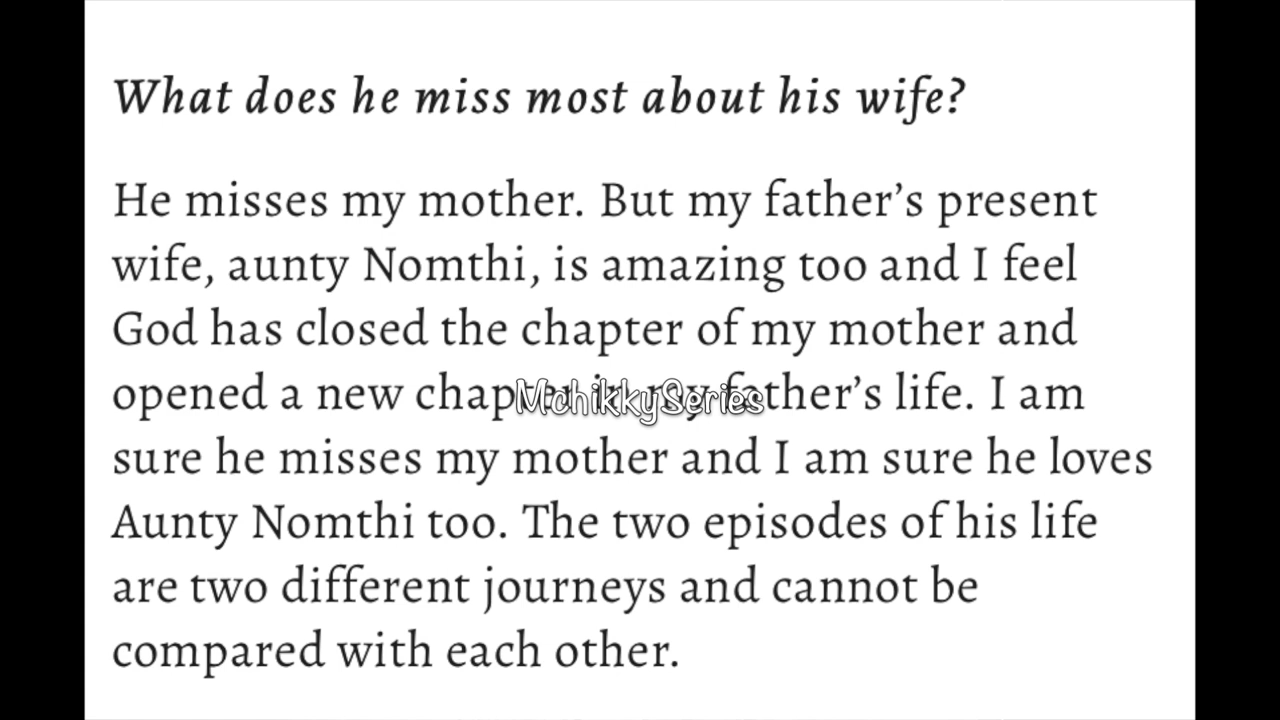 What does he miss most about his wife?
He misses my mother. But my father’s present
wife, aunty Nomthi, is amazing too and I feel
God has closed the chapter of my mother and
opened a new chapter in my father’s life. I am
MchikkySeries
sure he misses my mother and I am sure he loves
Aunty Nomthi too. The two episodes of his life
are two different journeys and cannot be
compared with each other.